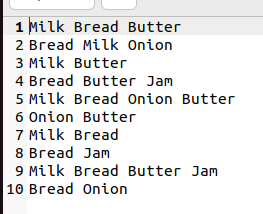 1 Milk Bread Butter
2 Bread Milk Onion
3 Milk Butter
4 Bread Butter Jam
5 Milk Bread Onion Butter
6 Onion Butter
7 Milk Bread
8 Bread Jam
9 Milk Bread Butter Jam
10 Bread Onion